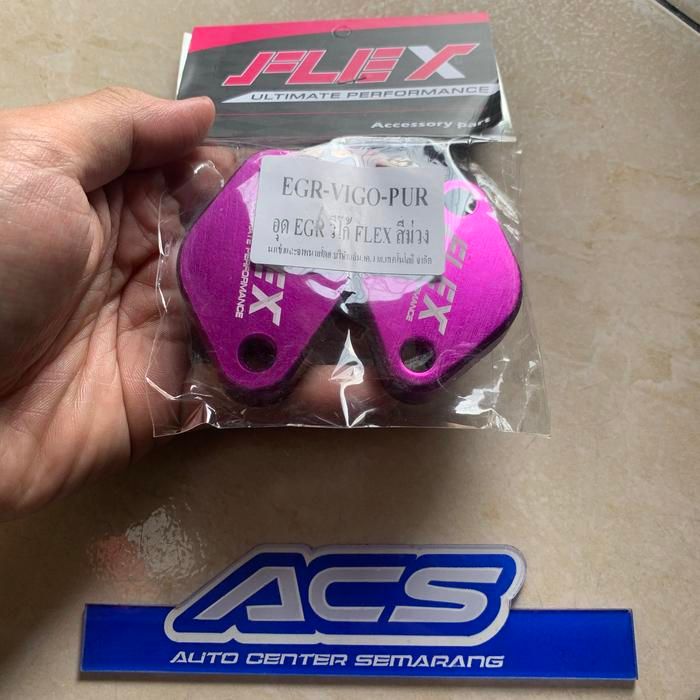 FLEX
ULTIMATE PERFORMANCE
Accessory part
EGR-VIGO-PUR
อุด EGR วีโก้ FLEX สีม่วง
FLEX
PERFORMANCE
FLEX
ACS
AUTO CENTER SEMARANG